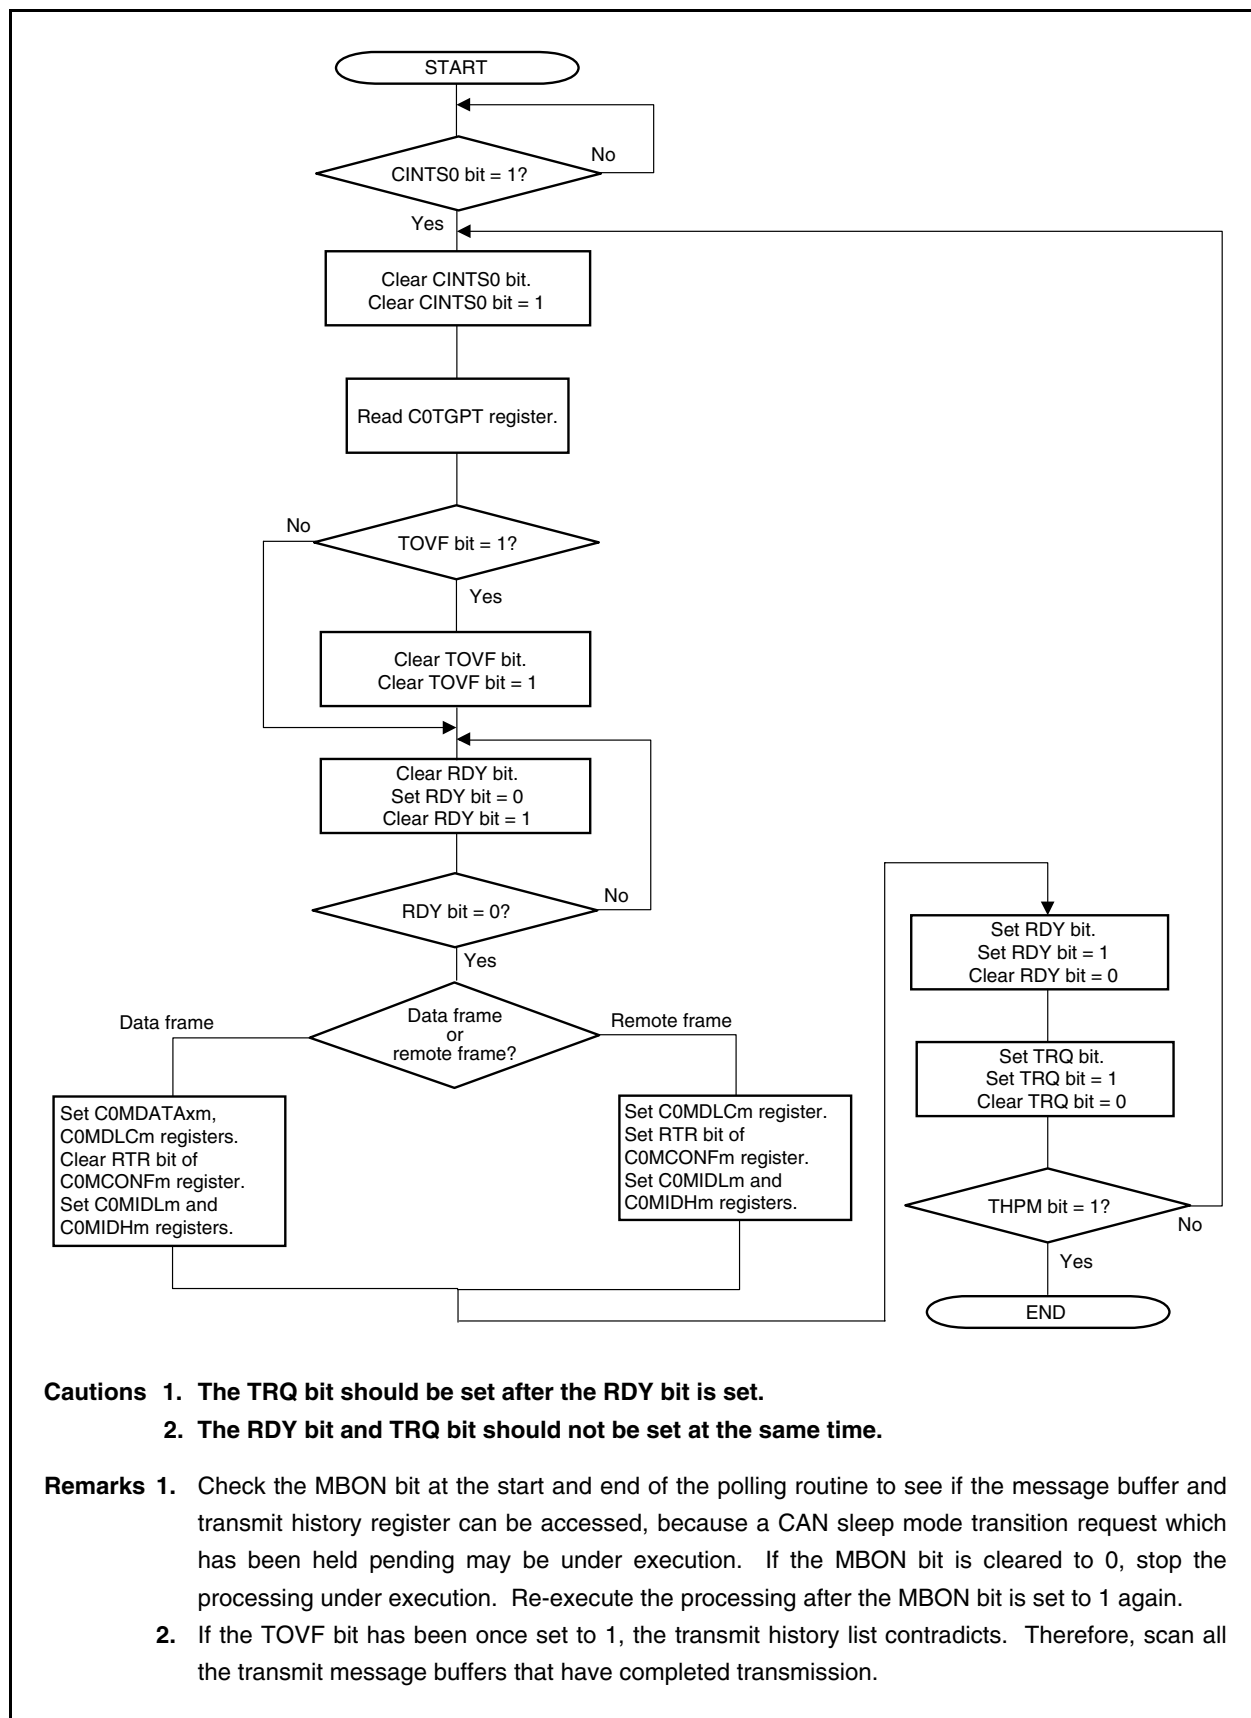 START
CINTS0 bit = 1?
No
Yes
Clear CINTS0 bit.
Clear CINTS0 bit = 1
Read C0TGPT register.
No
TOVF bit = 1?
Yes
Clear TOVF bit.
Clear TOVF bit = 1
Clear RDY bit.
Set RDY bit = 0
Clear RDY bit = 1
RDY bit = 0?
No
Yes
Data frame
Data frame
or
remote frame?
Remote frame
Set C0MDATAxm,
C0MDLCm registers.
Clear RTR bit of
C0MCONFm register.
Set C0MIDLm and
C0MIDHm registers.
Set C0MDLCm register.
Set RTR bit of
C0MCONFm register.
Set C0MIDLm and
C0MIDHm registers.
Set RDY bit.
Set RDY bit = 1
Clear RDY bit = 0
Set TRQ bit.
Set TRQ bit = 1
Clear TRQ bit = 0
THPM bit = 1?
No
Yes
END
Cautions 1. The TRQ bit should be set after the RDY bit is set.
2. The RDY bit and TRQ bit should not be set at the same time.
Remarks 1. Check the MBON bit at the start and end of the polling routine to see if the message buffer and
transmit history register can be accessed, because a CAN sleep mode transition request which
has been held pending may be under execution. If the MBON bit is cleared to 0, stop the
processing under execution. Re-execute the processing after the MBON bit is set to 1 again.
2. If the TOVF bit has been once set to 1, the transmit history list contradicts. Therefore, scan all
the transmit message buffers that have completed transmission.